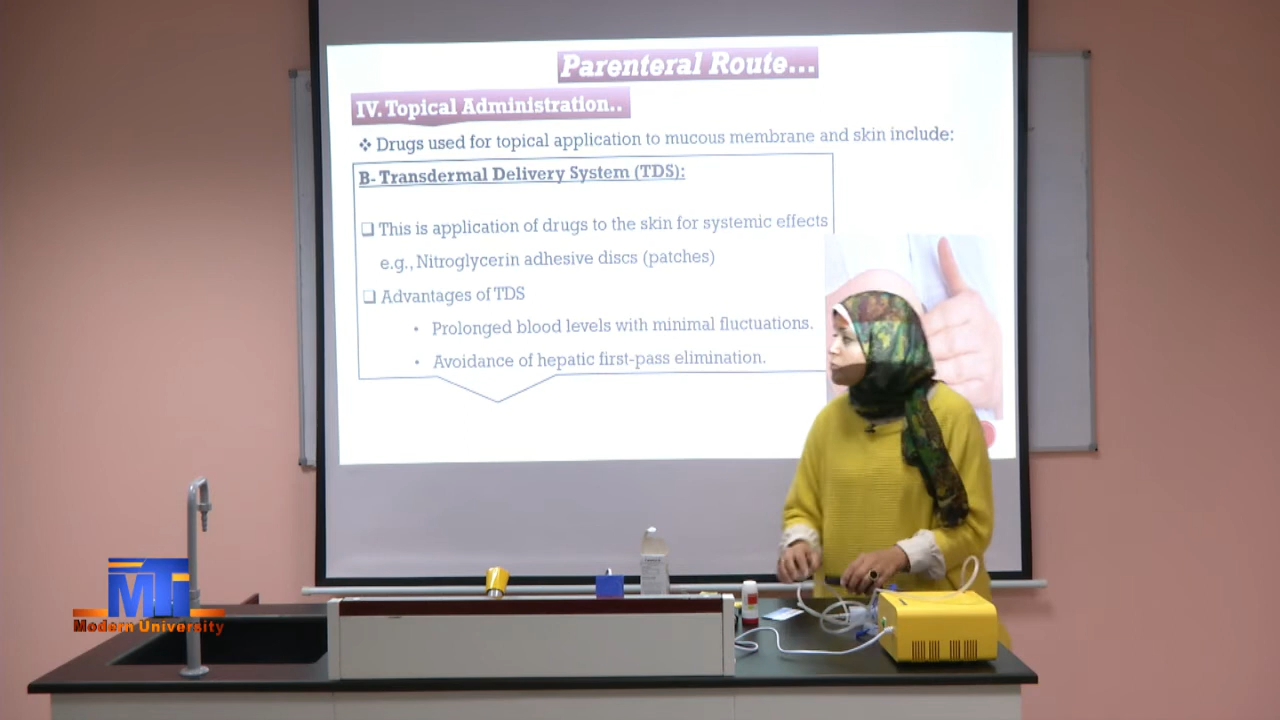 Parenteral Route...
IV. Topical Administration..
❖ Drugs used for topical application to mucous membrane and skin include:
B- Transdermal Delivery System (TDS):
❑ This is application of drugs to the skin for systemic effects
e.g., Nitroglycerin adhesive discs (patches)
❑ Advantages of TDS
• Prolonged blood levels with minimal fluctuations.
• Avoidance of hepatic first-pass elimination.
MTI
Modern University